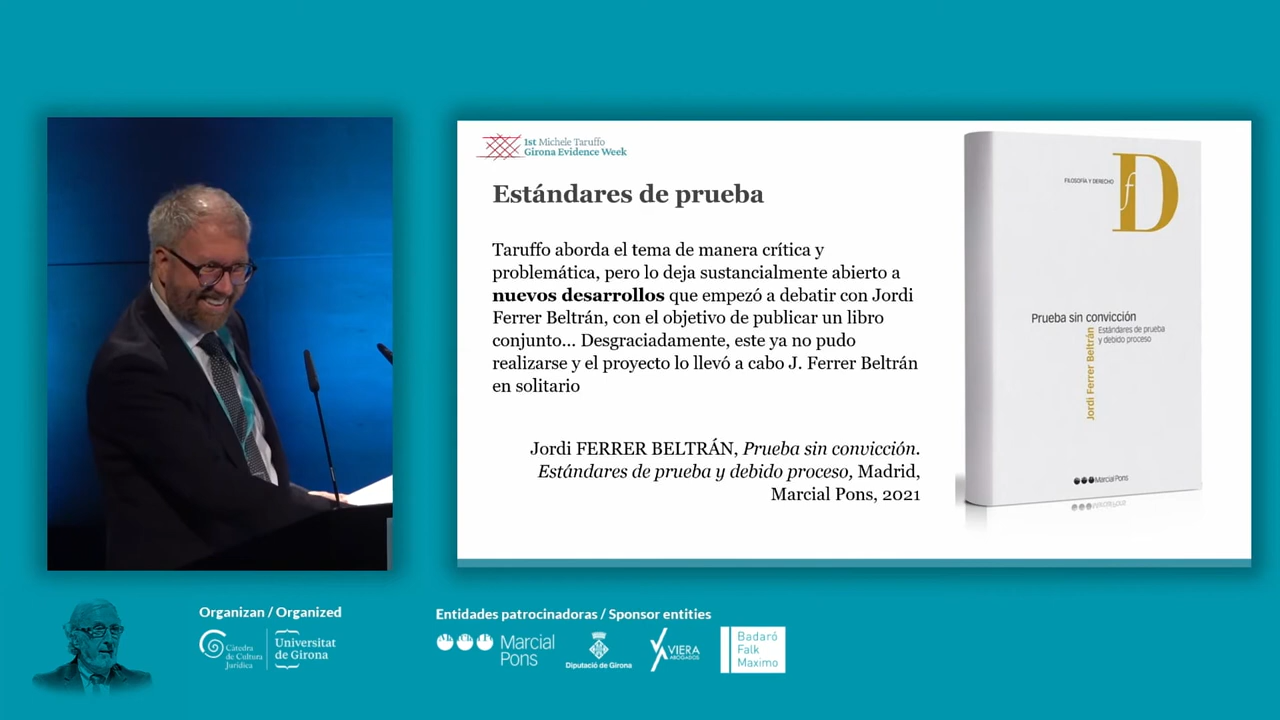 1st Michele Taruffo
Girona Evidence Week
Estándares de prueba
Taruffo aborda el tema de manera crítica y
problemática, pero lo deja sustancialmente abierto a
nuevos desarrollos que empezó a debatir con Jordi
Ferrer Beltrán, con el objetivo de publicar un libro
conjunto... Desgraciadamente, este ya no pudo
realizarse y el proyecto lo llevó a cabo J. Ferrer Beltrán
en solitario
Jordi FERRER BELTRÁN, Prueba sin convicción.
Estándares de prueba y debido proceso, Madrid,
Marcial Pons, 2021
FILOSOFÍA Y DERECHO
fD
Prueba sin convicción
Estándares de prueba
y debido proceso
Jordi Ferrer Beltrán
Marcial Pons
Organizan / Organized
Càtedra
de Cultura
Jurídica
Universitat
de Girona
Entidades patrocinadoras / Sponsor entities
Marcial
Pons
Diputació de Girona
VIERA
ABOGADOS
Badaró
Falk
Maximo